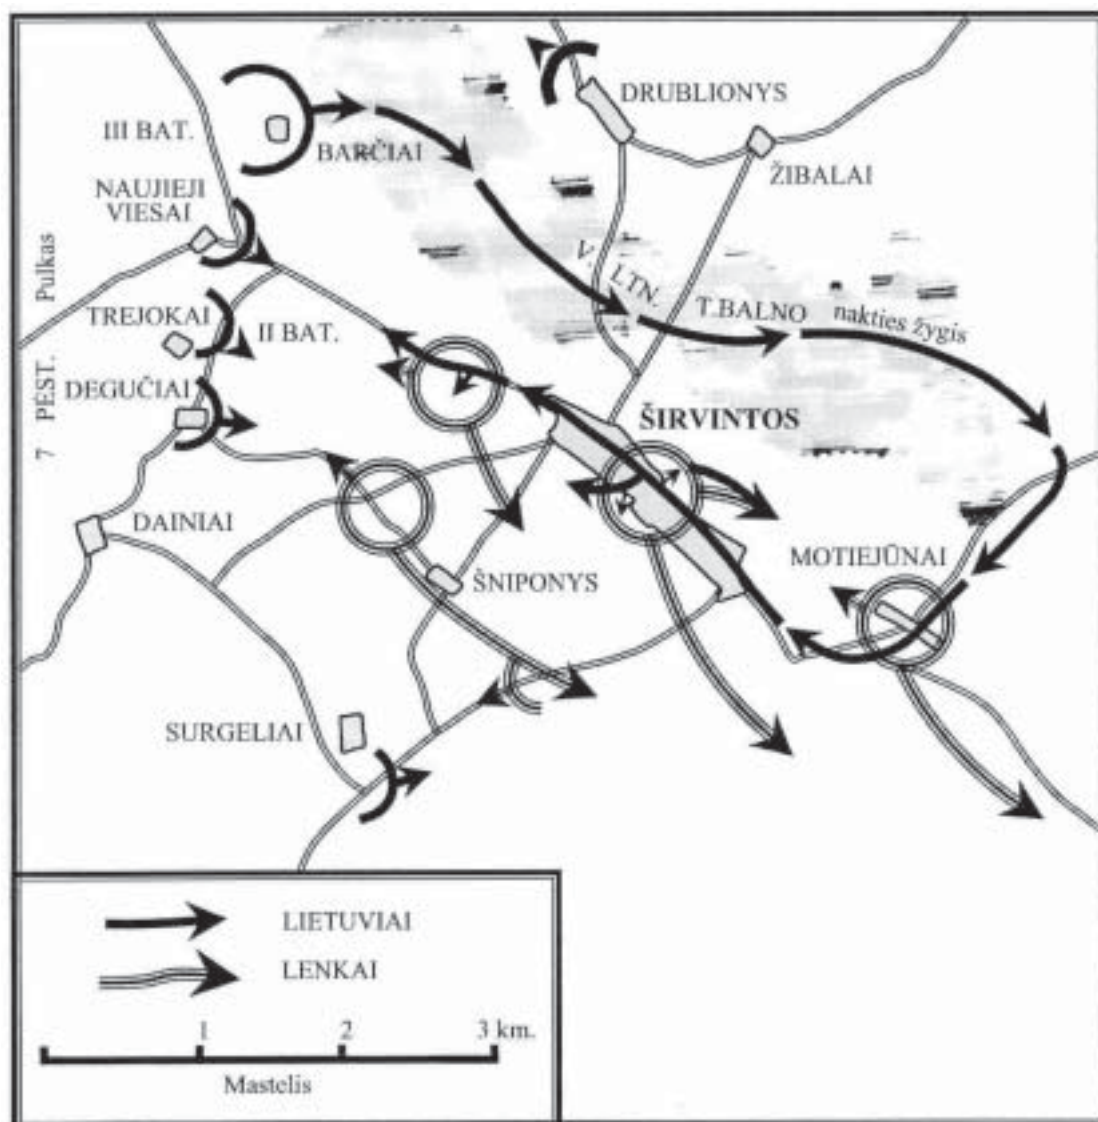 DRUBLIONYS
III BAT.
BARČIAI
ŽIBALAI
NAUJIEJI
VIESAI
7 PĖST. Pulkas
V. LTN. T.BALNO nakties žygis
TREJOKAI
II BAT.
DEGUČIAI
ŠIRVINTOS
DAINIAI
MOTIEJŪNAI
ŠNIPONYS
SURGELIAI
LIETUVIAI
LENKAI
1 2 3 km.
Mastelis